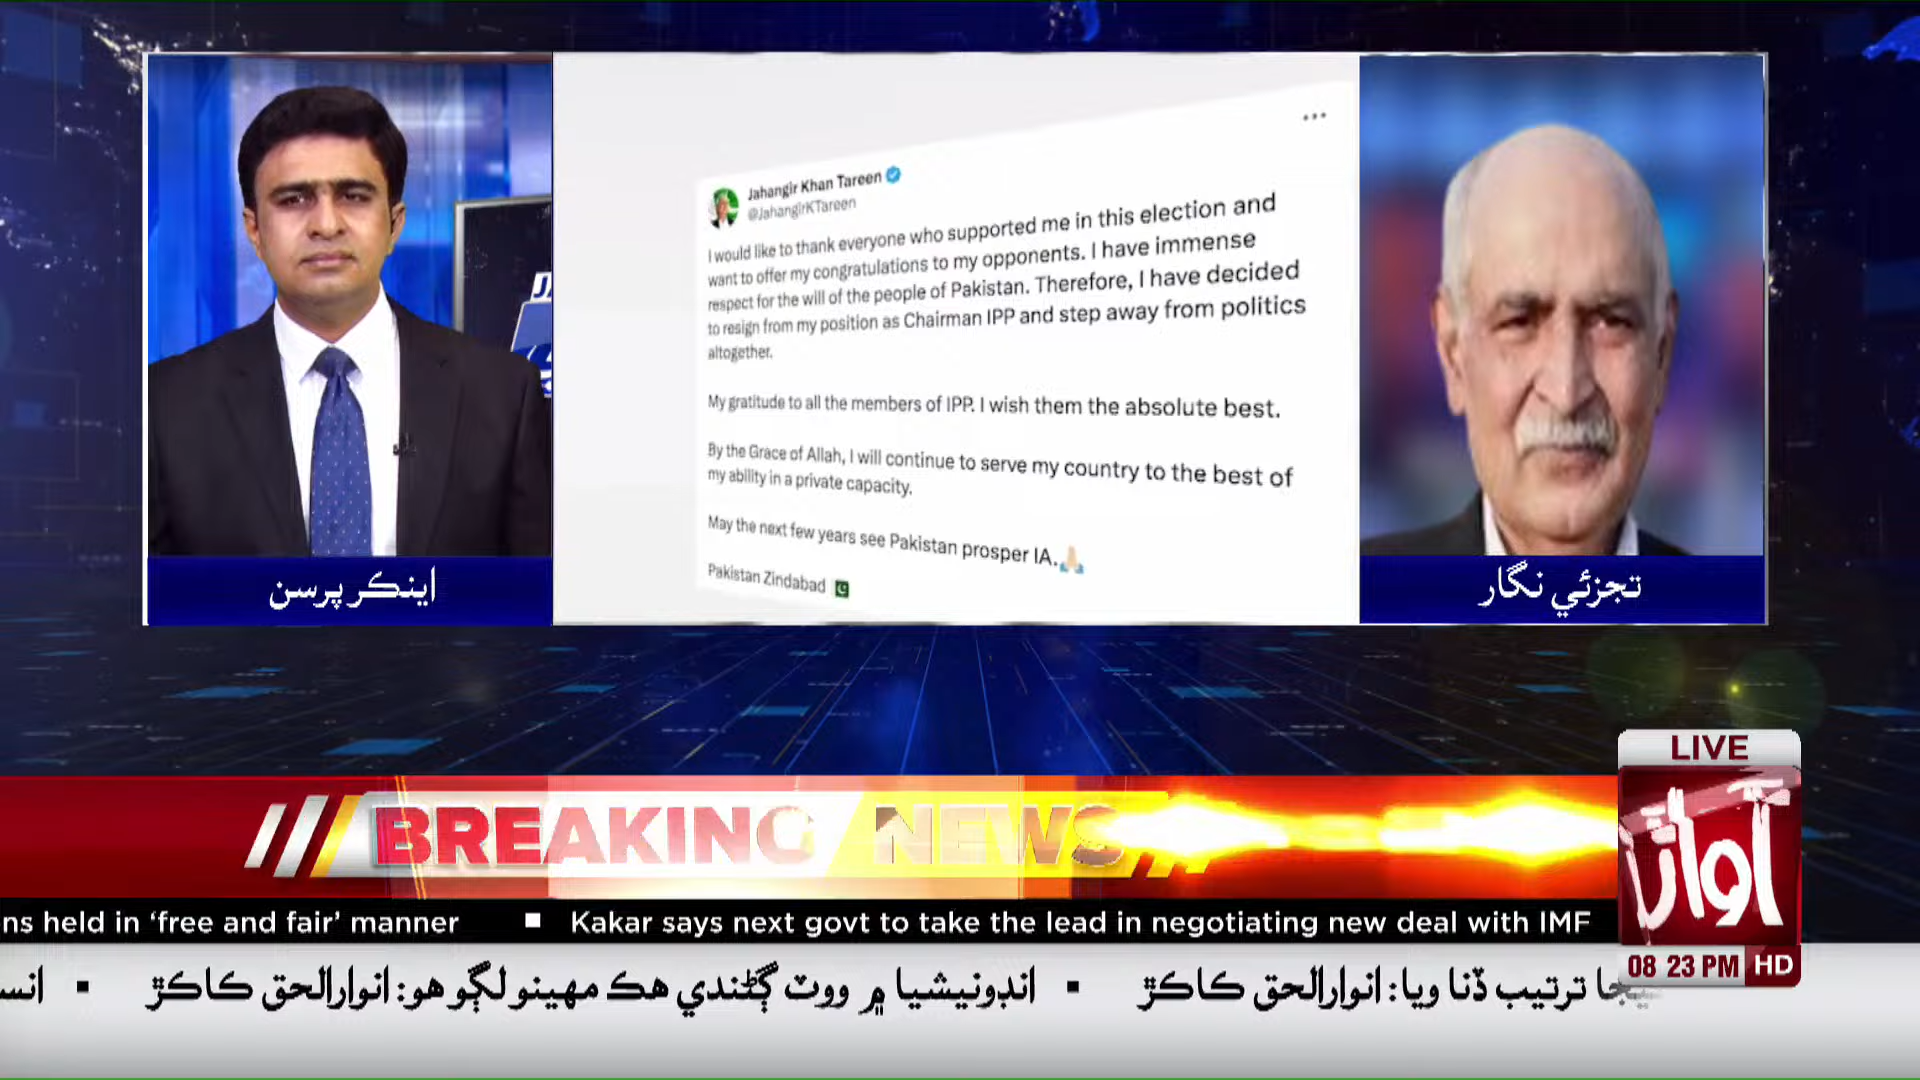 Jahangir Khan Tareen
@JahangirKTareen
I would like to thank everyone who supported me in this election and
want to offer my congratulations to my opponents. I have immense
respect for the will of the people of Pakistan. Therefore, I have decided
to resign from my position as Chairman IPP and step away from politics
altogether.
My gratitude to all the members of IPP. I wish them the absolute best.
By the Grace of Allah, I will continue to serve my country to the best of
my ability in a private capacity.
May the next few years see Pakistan prosper IA.
Pakistan Zindabad
اينڪر پرسن
تجزئي نگار
LIVE
BREAKING NEWS
آواز
ns held in ‘free and fair’ manner ■ Kakar says next govt to take the lead in negotiating new deal with IMF
08 23 PM HD
ترتيب ڏنا ويا: انوارالحق ڪاڪڙ ▪ انڊونيشيا ۾ ووٽ ڳڻندي هڪ مهينو لڳو هو: انوارالحق ڪاڪڙ ▪